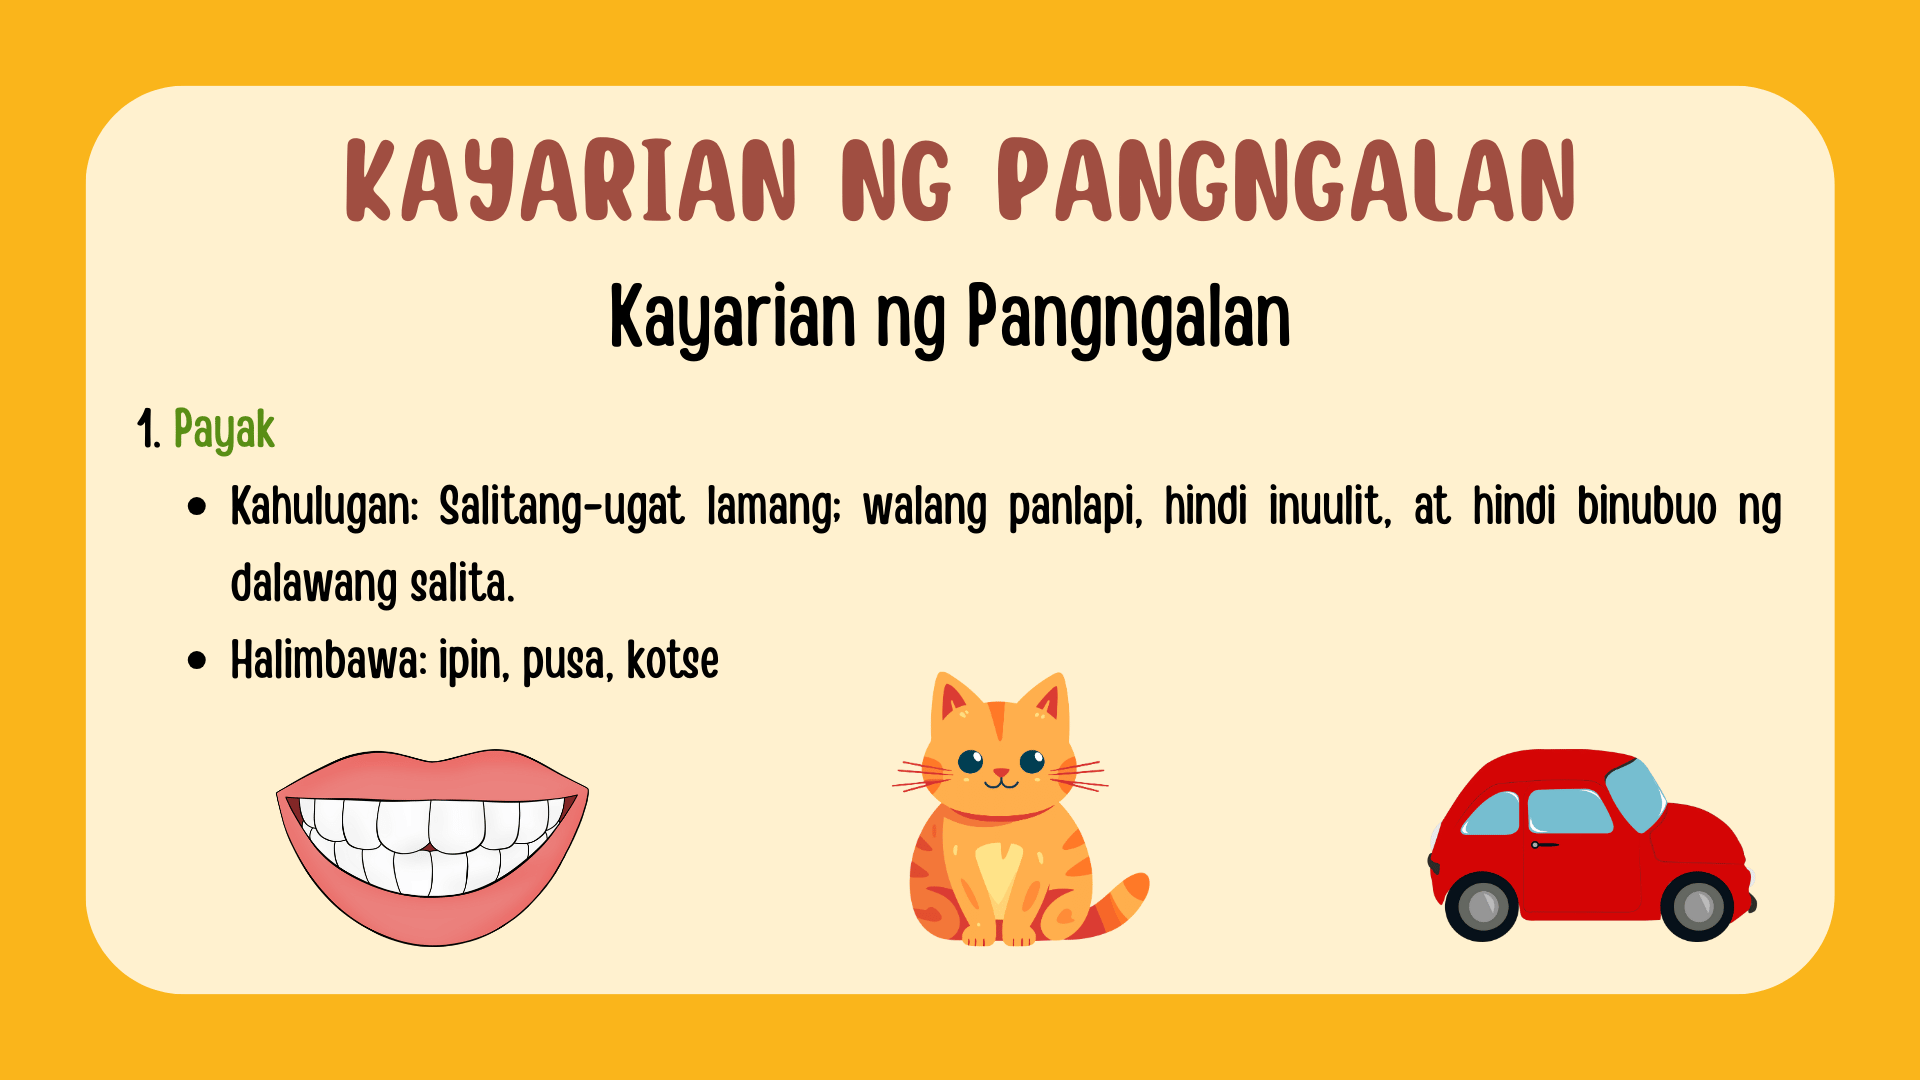 KAYARIAN NG PANGNGALAN
Kayarian ng Pangngalan
1. Payak
• Kahulugan: Salitang-ugat lamang; walang panlapi, hindi inuulit, at hindi binubuo ng
dalawang salita.
• Halimbawa: ipin, pusa, kotse